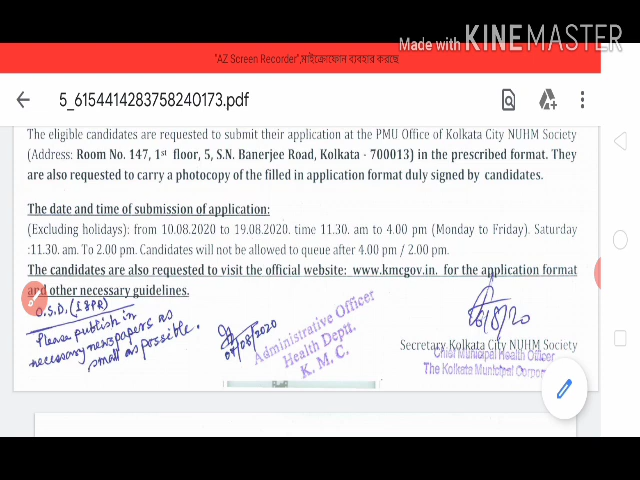 Made with KINEMASTER
"AZ Screen Recorder",মাইক্রোফোন ব্যবহার করছে
5_6154414283758240173.pdf
The eligible candidates are requested to submit their application at the PMU Office of Kolkata City NUHM Society
(Address: Room No. 147, 1st floor, 5, S.N. Banerjee Road, Kolkata - 700013) in the prescribed format. They
are also requested to carry a photocopy of the filled in application format duly signed by candidates.
The date and time of submission of application:
(Excluding holidays): from 10.08.2020 to 19.08.2020. time 11.30. am to 4.00 pm (Monday to Friday). Saturday
:11.30. am. To 2.00 pm. Candidates will not be allowed to queue after 4.00 pm / 2.00 pm.
The candidates are also requested to visit the official website: www.kmcgov.in. for the application format
and other necessary guidelines.
O.S.D. (I&PR)
Please publish in
necessary newspapers as
small as possible.
07/08/2020
Administrative Officer
Health Deptt.
K. M. C.
Secretary Kolkata City NUHM Society
Chief Municipal Health Officer
The Kolkata Municipal Corpor